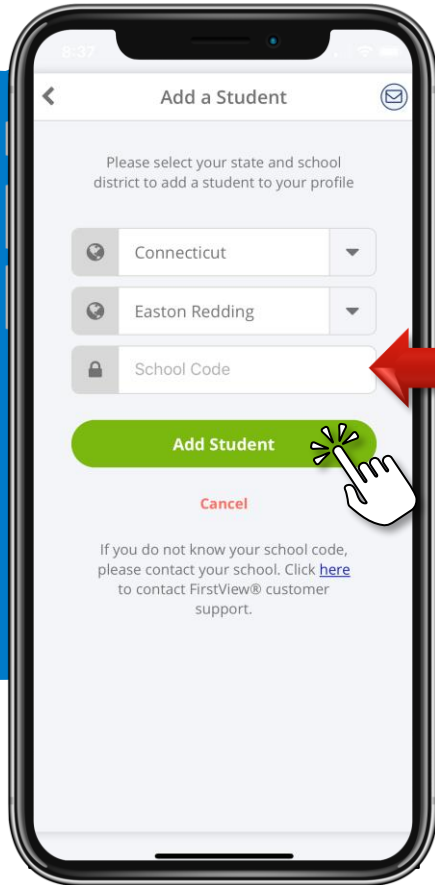 8:37
Add a Student
Please select your state and school
district to add a student to your profile
Connecticut
Easton Redding
School Code
Add Student
Cancel
If you do not know your school code,
please contact your school. Click here
to contact FirstView® customer
support.